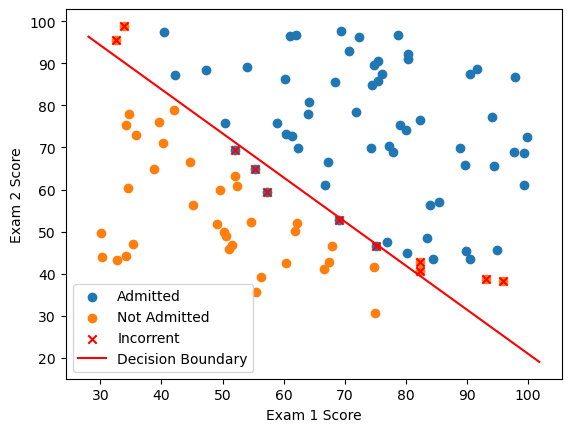 100
90
80
70
60
50
40
30
20
Exam 2 Score
Admitted
Not Admitted
Incorrent
Decision Boundary
30 40 50 60 70 80 90 100
Exam 1 Score